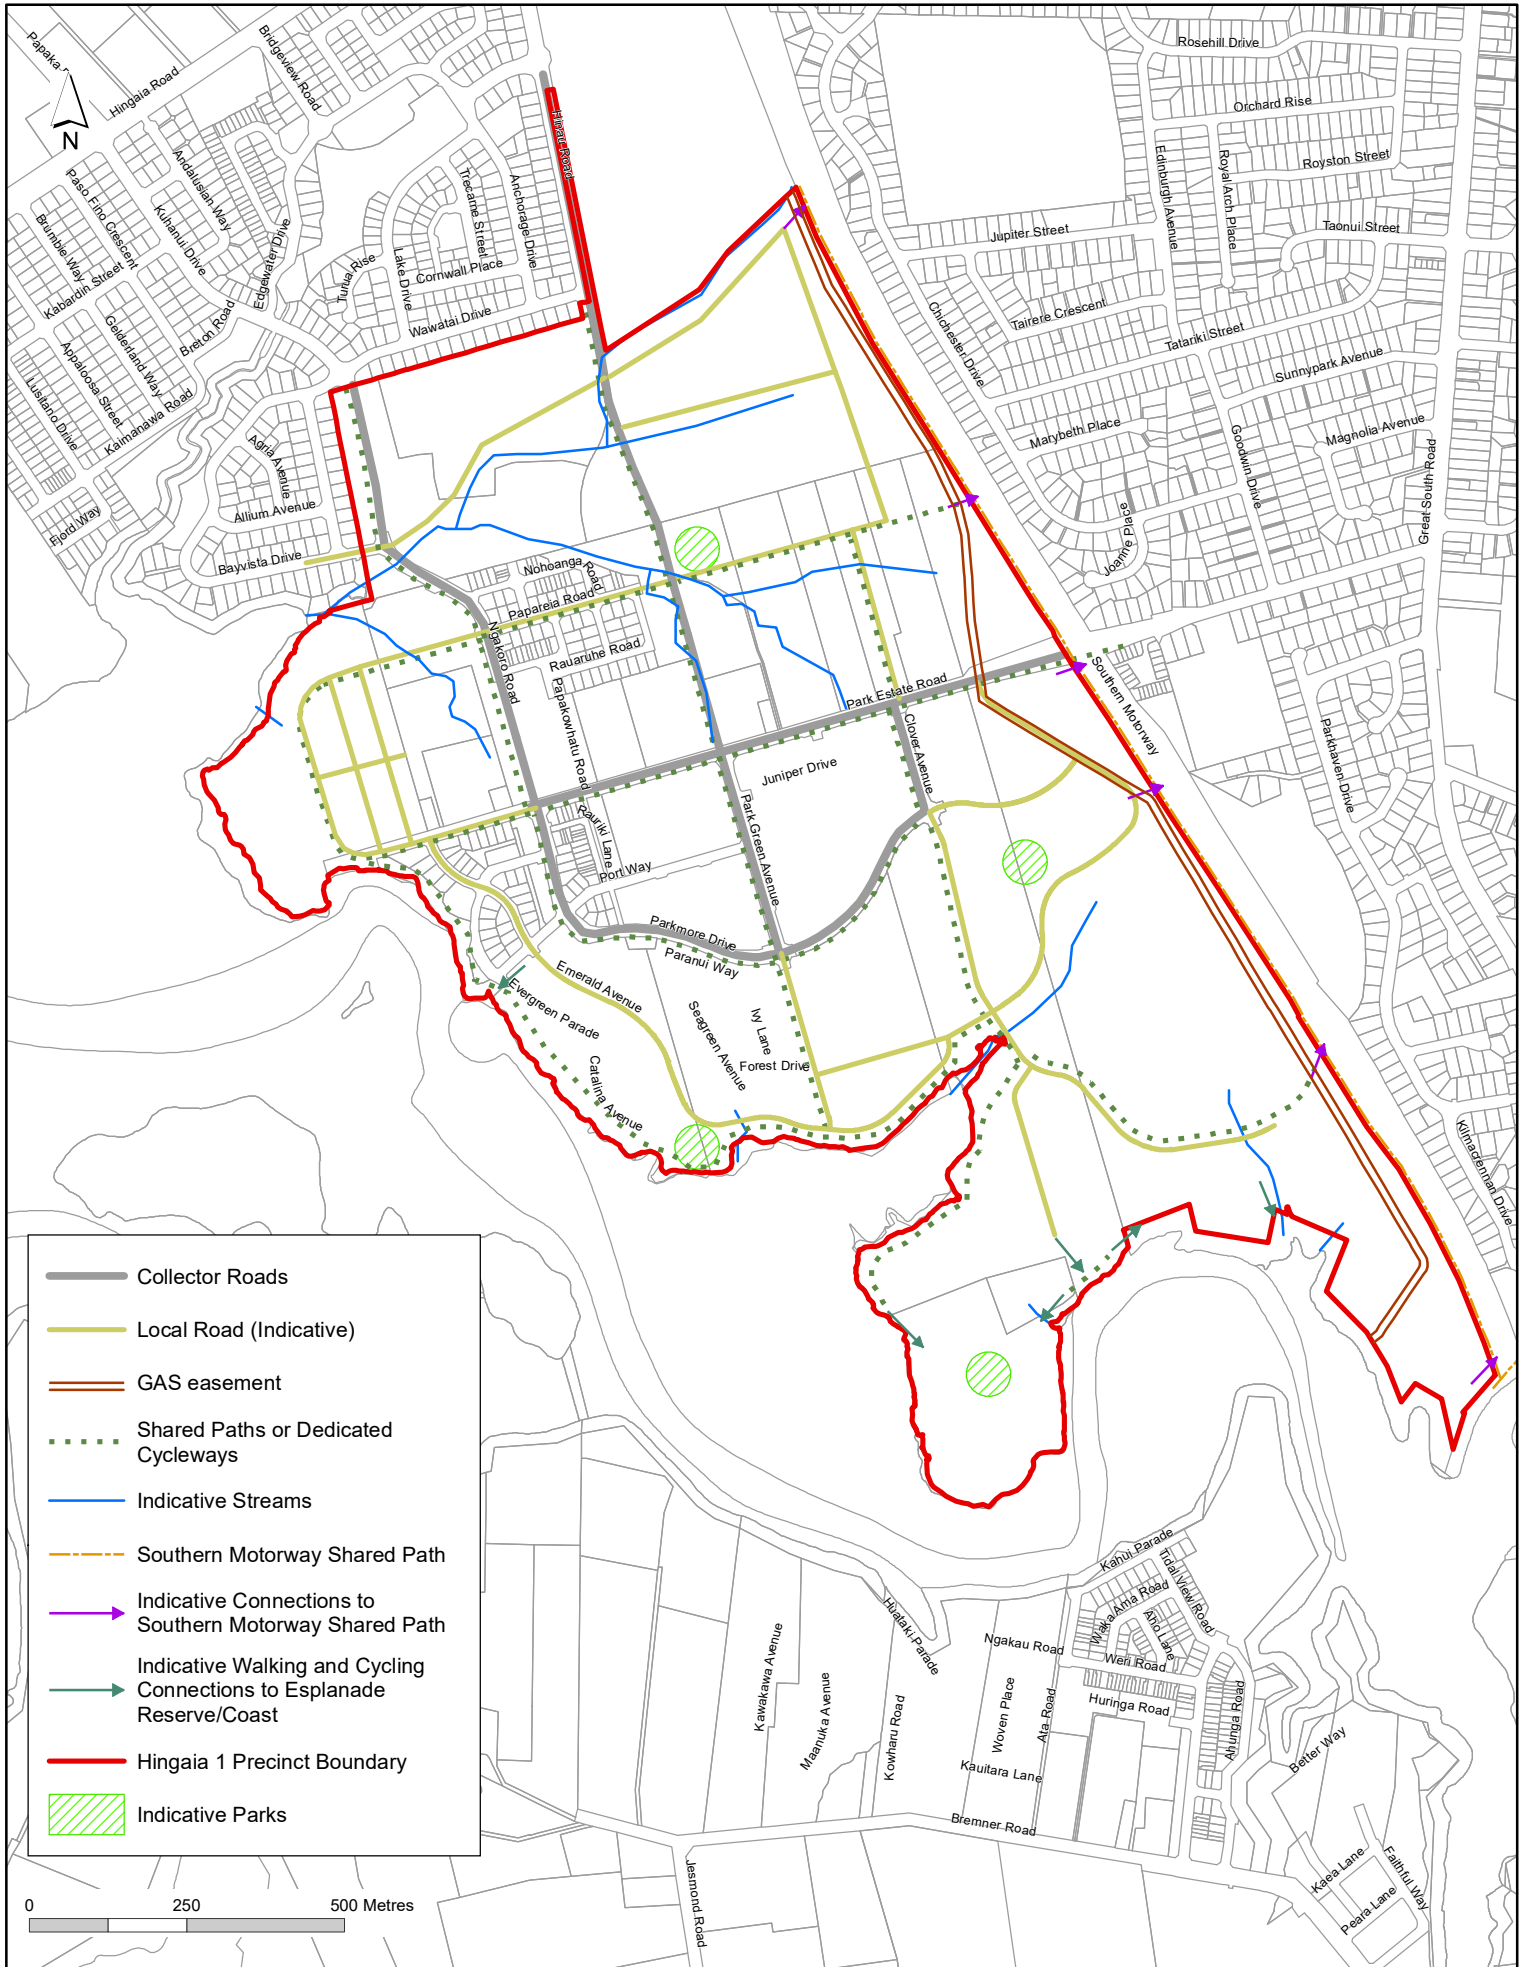 Papaka
Hingaia Road
Bridgeview Road
Rosehill Drive
Orchard Rise
Royston Street
Edinburgh Avenue
Royal Arch Place
Taonui Street
Jupiter Street
N
Hinau Road
Andalusian Way
Paso Fino Crescent
Kuhanui Drive
Brumbie Way
Kabardin Street
Edgewater Drive
Trecarne Street
Anchorage Drive
Turua Rise
Lake Drive
Cornwall Place
Wawatai Drive
Gelderland Way
Breton Road
Appaloosa Street
Lusitano Drive
Kaimanawa Road
Fjord Way
Agria Avenue
Allium Avenue
Bayvista Drive
Chichester Drive
Tairere Crescent
Tatariki Street
Sunnypark Avenue
Marybeth Place
Magnolia Avenue
Goodwin Drive
Great South Road
Joanne Place
Nohoanga Road
Papareia Road
Rauaruhe Road
Ngakoro Road
Papakowhatu Road
Park Estate Road
Southern Motorway
Clover Avenue
Juniper Drive
Parkhaven Drive
Park Green Avenue
Rauriki Lane
Port Way
Parkmore Drive
Paranui Way
Emerald Avenue
Evergreen Parade
Seagreen Avenue
Ivy Lane
Forest Drive
Catalina Avenue
Kilmacrennan Drive
Collector Roads
Local Road (Indicative)
GAS easement
Shared Paths or Dedicated
Cycleways
Indicative Streams
Southern Motorway Shared Path
Indicative Connections to
Southern Motorway Shared Path
Indicative Walking and Cycling
Connections to Esplanade
Reserve/Coast
Hingaia 1 Precinct Boundary
Indicative Parks
Kahui Parade
Tidal View Road
Waka Ama Road
Aho Lane
Huataki Parade
Ngakau Road
Weri Road
Huringa Road
Kawakawa Avenue
Maanuka Avenue
Kowharu Road
Woven Place
Ata Road
Kauitara Lane
Ahunga Road
Better Way
Bremner Road
Jesmond Road
Kaea Lane
Faithful Way
Peara Lane
0 250 500 Metres